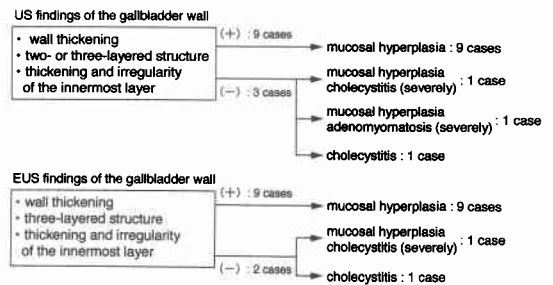 US findings of the gallbladder wall
• wall thickening
• two- or three-layered structure
• thickening and irregularity
of the innermost layer
(+) : 9 cases
mucosal hyperplasia : 9 cases
(−) : 3 cases
mucosal hyperplasia
cholecystitis (severely) : 1 case
mucosal hyperplasia
adenomyomatosis (severely) : 1 case
cholecystitis : 1 case
EUS findings of the gallbladder wall
• wall thickening
• three-layered structure
• thickening and irregularity
of the innermost layer
(+) : 9 cases
mucosal hyperplasia : 9 cases
(−) : 2 cases
mucosal hyperplasia
cholecystitis (severely) : 1 case
cholecystitis : 1 case